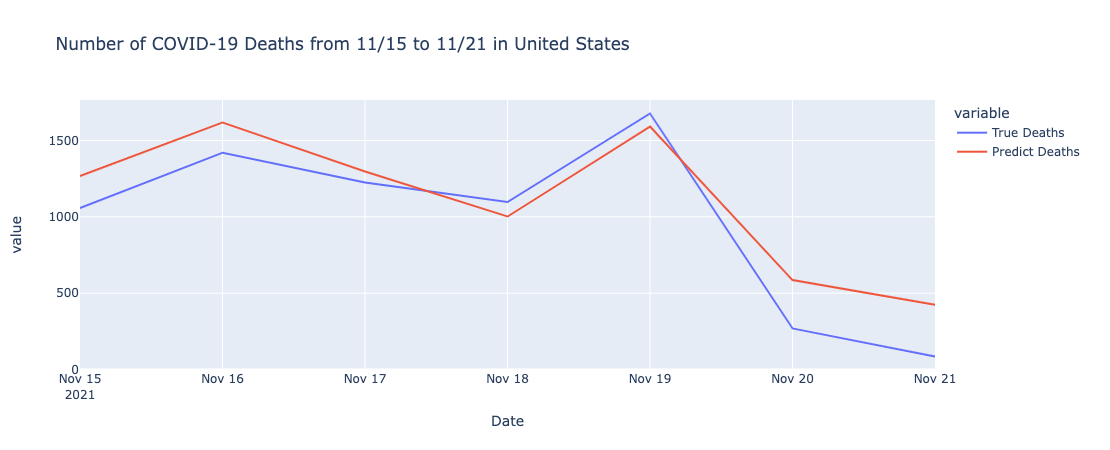 Number of COVID-19 Deaths from 11/15 to 11/21 in United States
variable
True Deaths
Predict Deaths
value
1500
1000
500
0
Nov 15 Nov 16 Nov 17 Nov 18 Nov 19 Nov 20 Nov 21
2021
Date